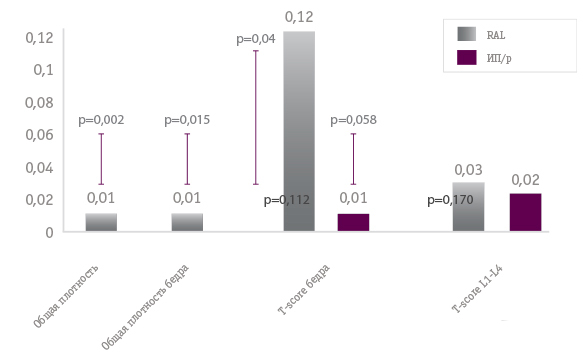 0,12
0,12
RAL
p=0,04
ИП/р
0,1
0,08
p=0,002
p=0,015
p=0,058
0,06
0,04
0,03
0,02
0,02
0,01
0,01
p=0,112
0,01
p=0,170
0
Общая плотность
Общая плотность бедра
T-score бедра
T-score L1-L4